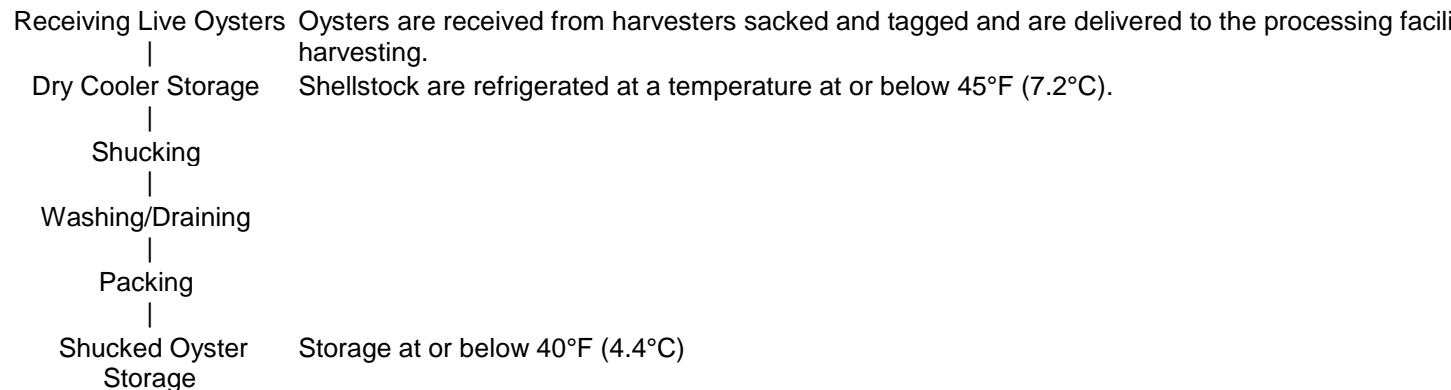 Receiving Live Oysters Oysters are received from harvesters sacked and tagged and are delivered to the processing
harvesting.
|
Dry Cooler Storage Shellstock are refrigerated at a temperature at or below 45°F (7.2°C).
|
Shucking
|
Washing/Draining
|
Packing
|
Shucked Oyster Storage at or below 40°F (4.4°C)
Storage